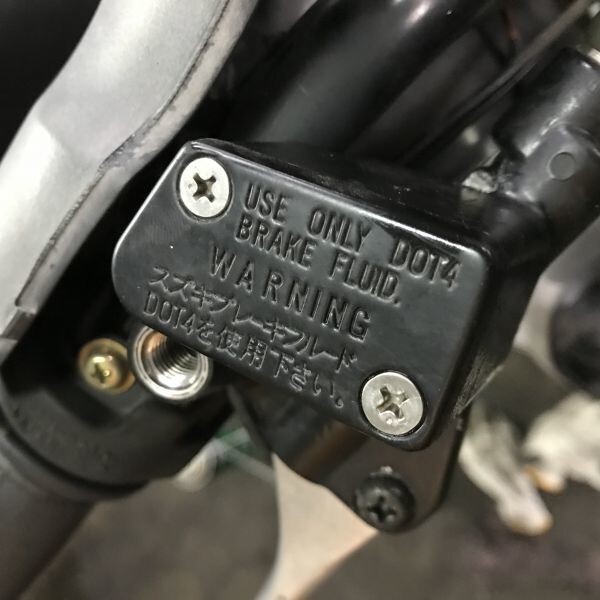 USE ONLY DOT4
BRAKE FLUID.
WARNING
スズキブレーキフルード
DOT4を使用下さい。